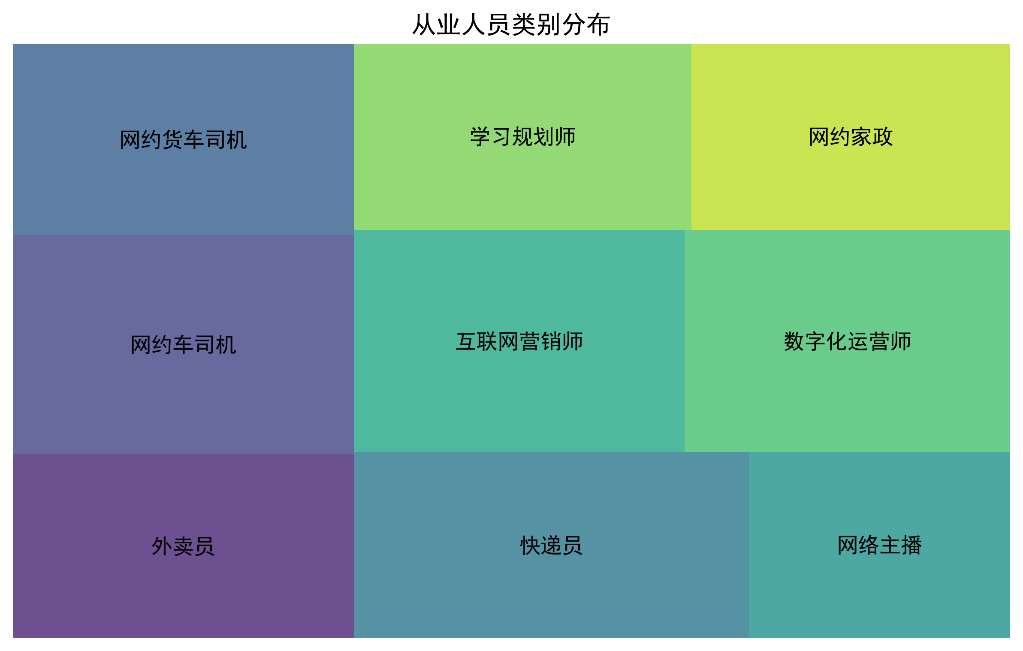 从业人员类别分布
网约货车司机
学习规划师
网约家政
网约车司机
互联网营销师
数字化运营师
外卖员
快递员
网络主播